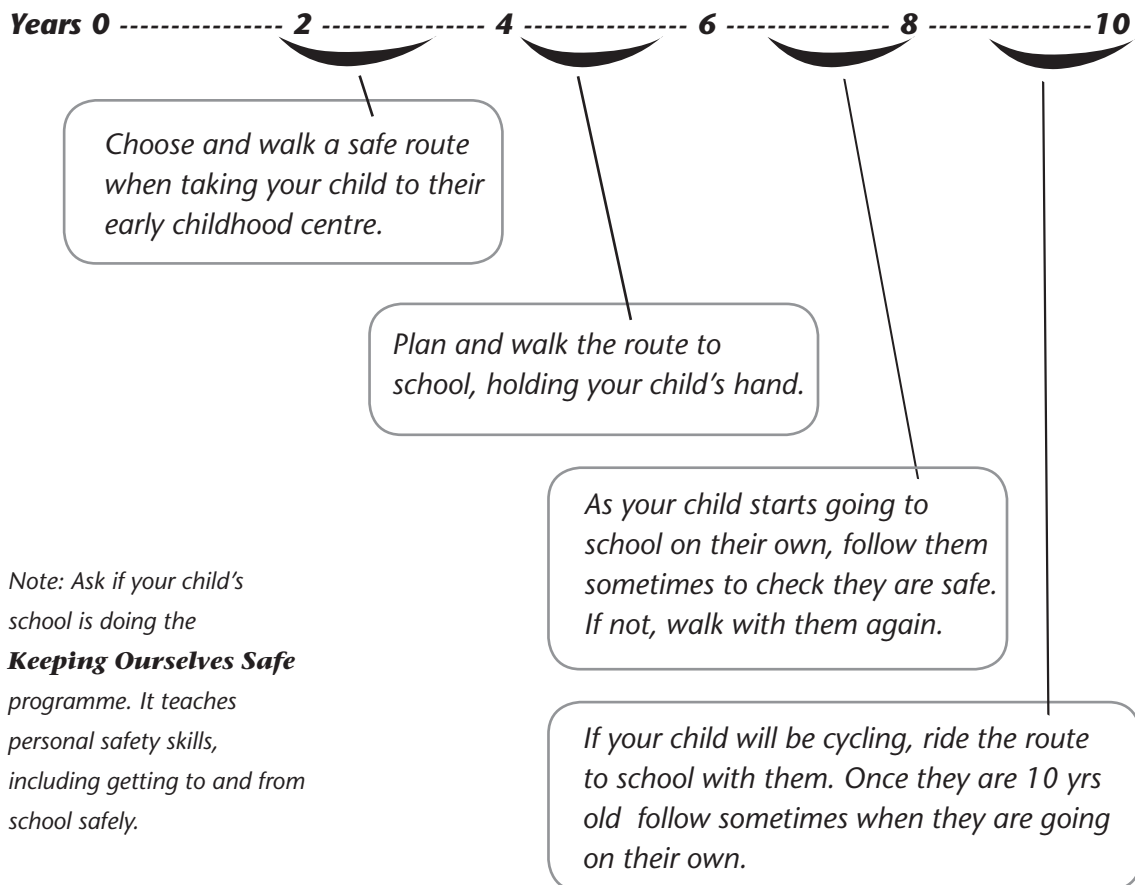 Years 0 ----------------- 2 ---------------- 4 ----------------- 6 ---------------- 8 -----------------10
Choose and walk a safe route
when taking your child to their
early childhood centre.
Plan and walk the route to
school, holding your child's hand.
As your child starts going to
school on their own, follow them
sometimes to check they are safe.
If not, walk with them again.
Note: Ask if your child's
school is doing the
Keeping Ourselves Safe
programme. It teaches
personal safety skills,
including getting to and from
school safely.
If your child will be cycling, ride the route
to school with them. Once they are 10 yrs
old  follow sometimes when they are going
on their own.